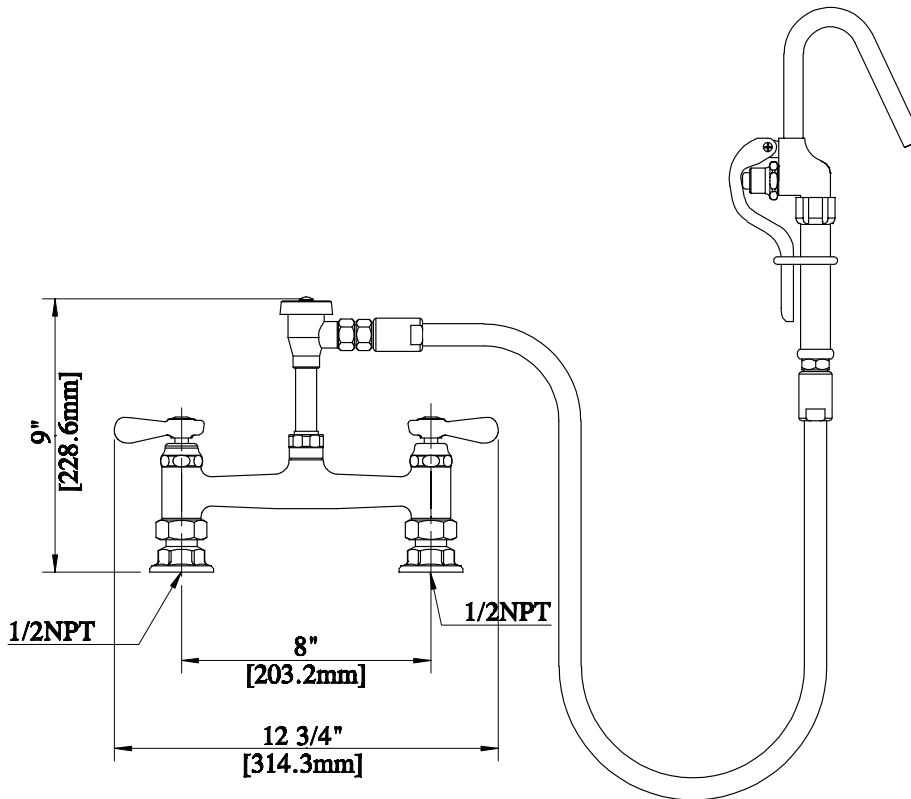 9"
[228.6mm]
1/2NPT
1/2NPT
8"
[203.2mm]
12 3/4"
[314.3mm]